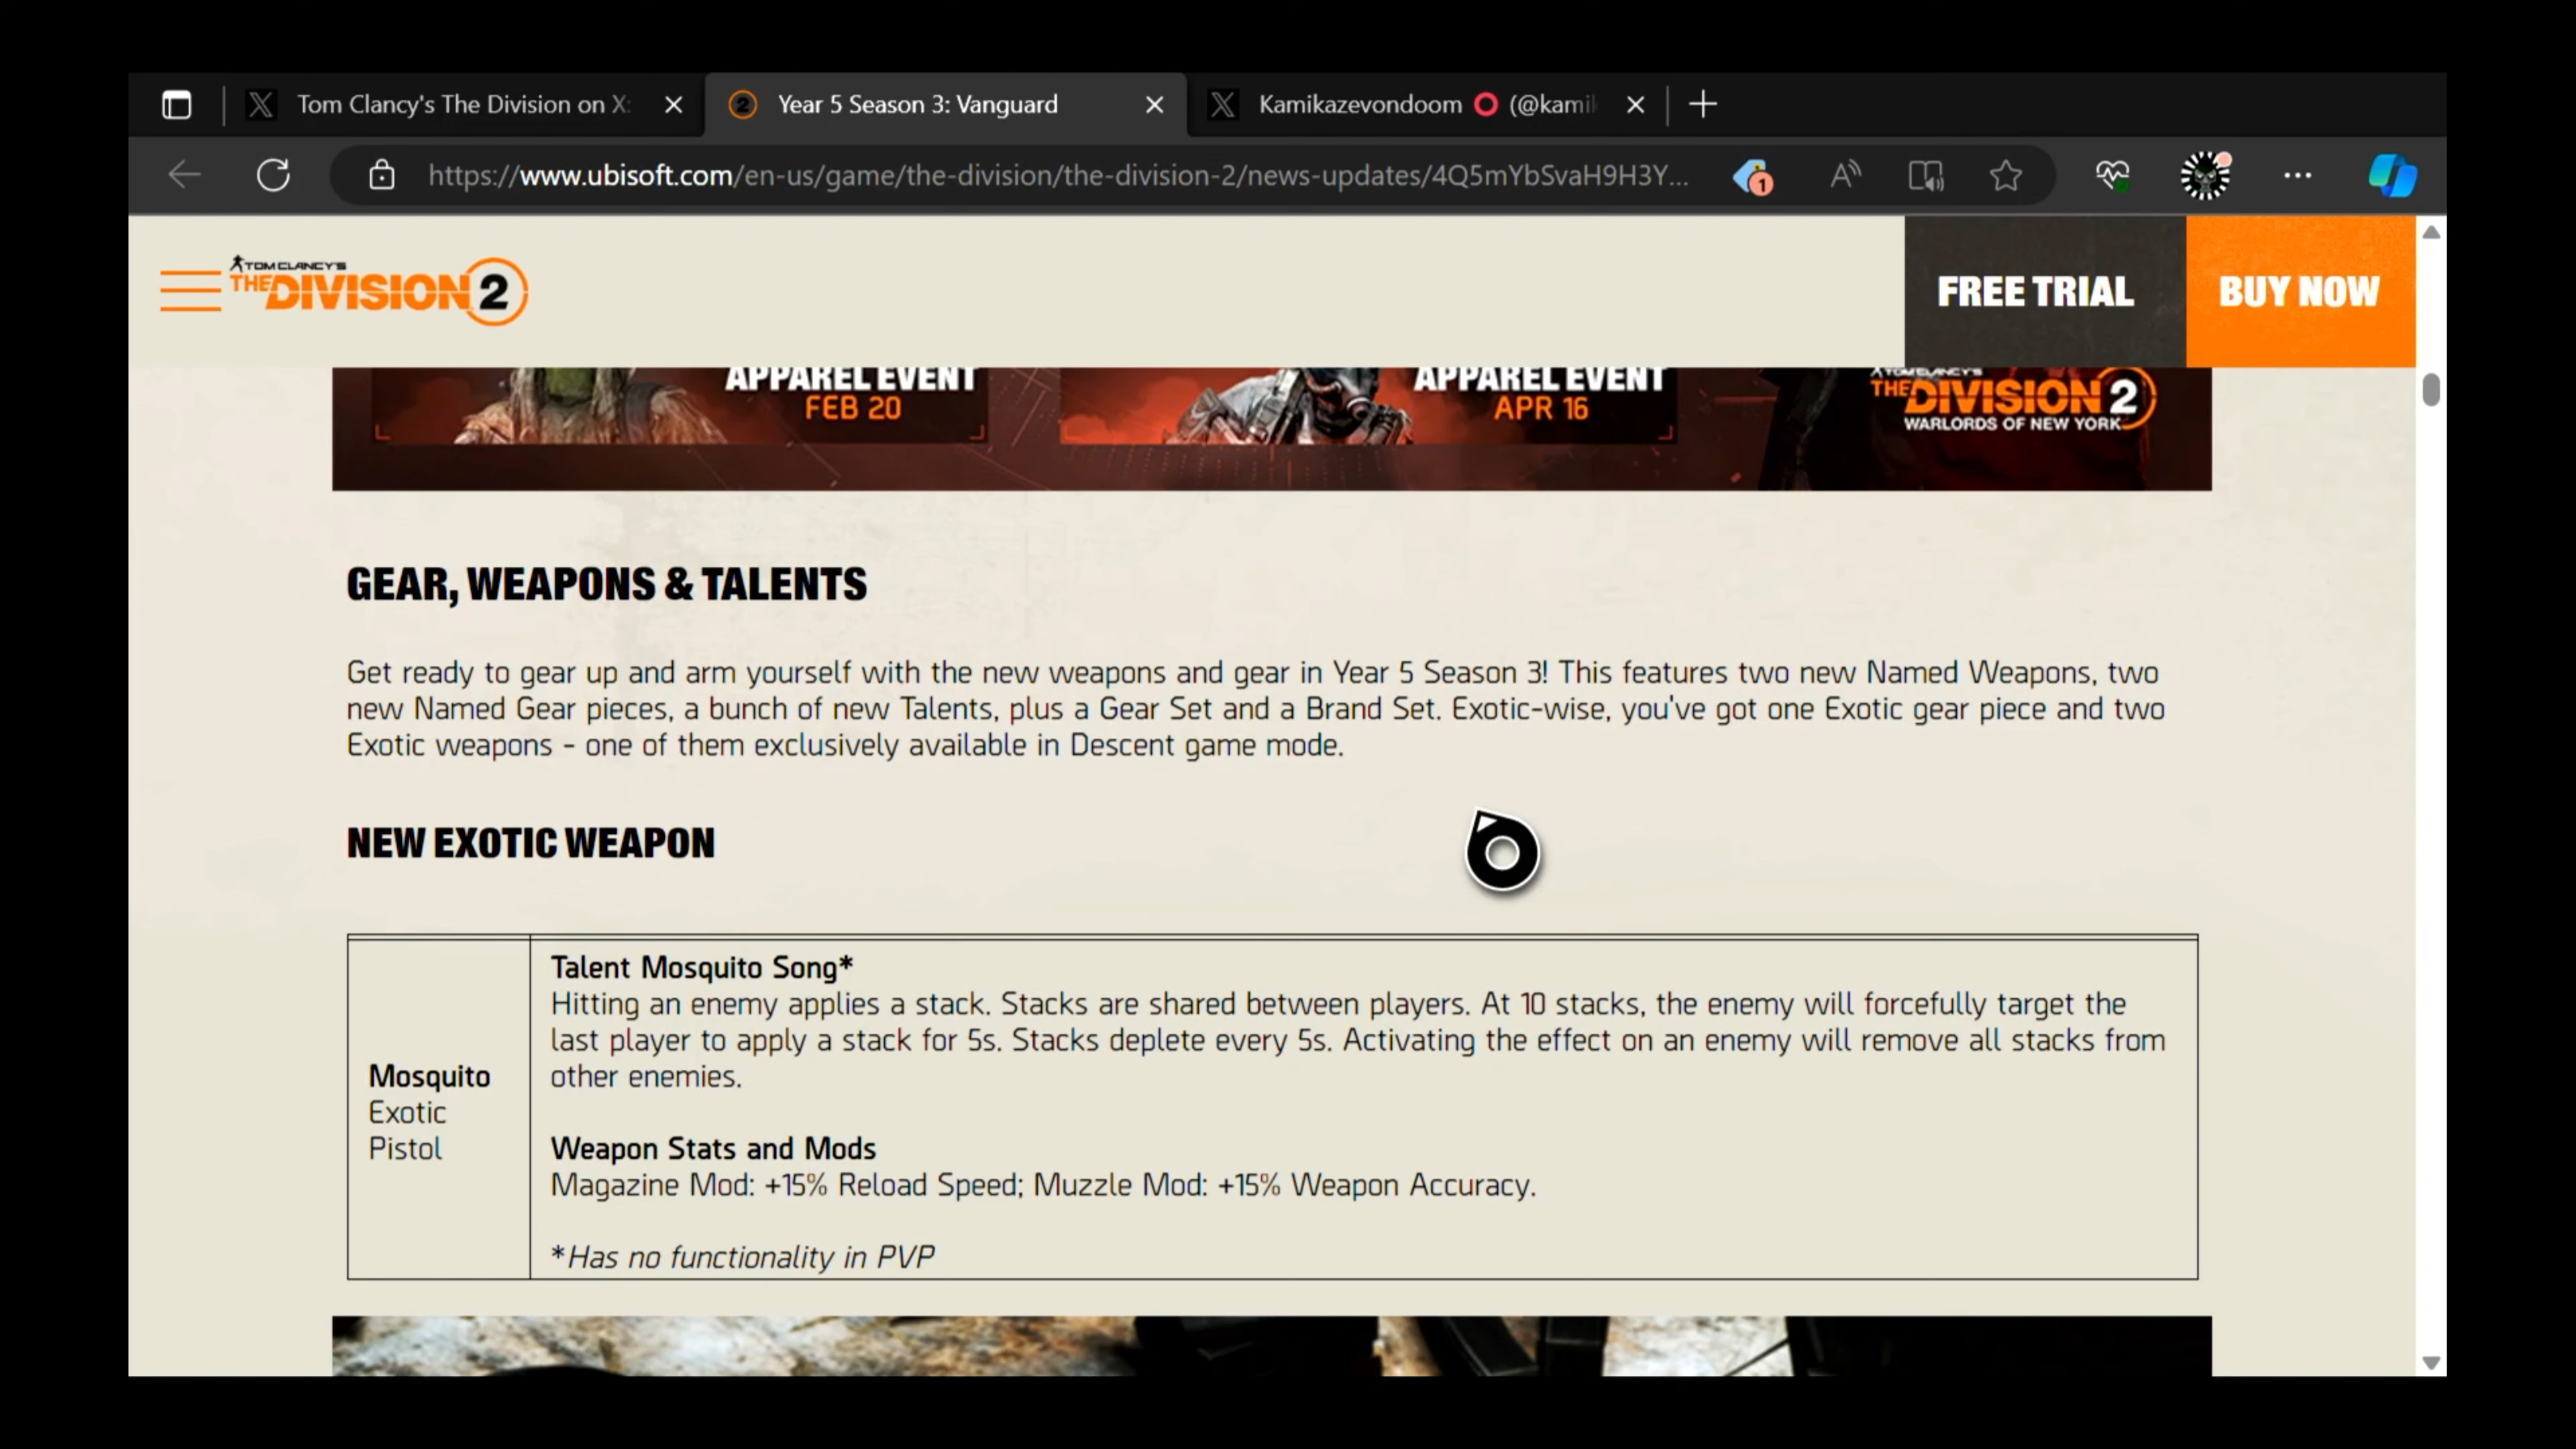 Tom Clancy's The Division on X:
Year 5 Season 3: Vanguard
Kamikazevondoom (@kami
https://www.ubisoft.com/en-us/game/the-division/the-division-2/news-updates/4Q5mYbSvaH9H3Y...
1
TOM CLANCY'S
THE DIVISION 2
FREE TRIAL
BUY NOW
APPAREL EVENT
FEB 20
APPAREL EVENT
APR 16
TOM CLANCY'S
THE DIVISION 2
WARLORDS OF NEW YORK
GEAR, WEAPONS & TALENTS
Get ready to gear up and arm yourself with the new weapons and gear in Year 5 Season 3! This features two new Named Weapons, two
new Named Gear pieces, a bunch of new Talents, plus a Gear Set and a Brand Set. Exotic-wise, you've got one Exotic gear piece and two
Exotic weapons - one of them exclusively available in Descent game mode.
NEW EXOTIC WEAPON
Mosquito
Exotic
Pistol
Talent Mosquito Song*
Hitting an enemy applies a stack. Stacks are shared between players. At 10 stacks, the enemy will forcefully target the
last player to apply a stack for 5s. Stacks deplete every 5s. Activating the effect on an enemy will remove all stacks from
other enemies.
Weapon Stats and Mods
Magazine Mod: +15% Reload Speed; Muzzle Mod: +15% Weapon Accuracy.
*Has no functionality in PVP